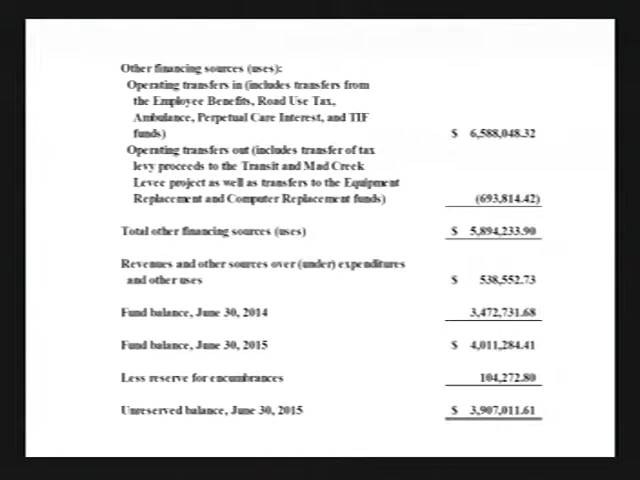 Other financing sources (uses):
Operating transfers in (includes transfers from
the Employee Benefits, Road Use Tax,
Ambulance, Perpetual Care Interest, and TIF
funds) $ 6,588,048.32
Operating transfers out (includes transfer of tax
levy proceeds to the Transit and Mad Creek
Levee project as well as transfers to the Equipment
Replacement and Computer Replacement funds) (693,814.42)
Total other financing sources (uses) $ 5,894,233.90
Revenues and other sources over (under) expenditures
and other uses $ 538,552.73
Fund balance, June 30, 2014 3,472,731.68
Fund balance, June 30, 2015 $ 4,011,284.41
Less reserve for encumbrances 104,272.80
Unreserved balance, June 30, 2015 $ 3,907,011.61